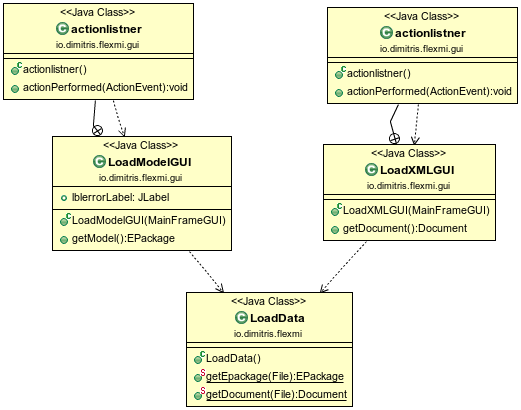 <<Java Class>>
actionlistner
io.dimitris.flexmi.gui
actionlistner()
actionPerformed(ActionEvent):void
<<Java Class>>
actionlistner
io.dimitris.flexmi.gui
actionlistner()
actionPerformed(ActionEvent):void
<<Java Class>>
LoadModelGUI
io.dimitris.flexmi.gui
lblerrorLabel: JLabel
LoadModelGUI(MainFrameGUI)
getModel():EPackage
<<Java Class>>
LoadXMLGUI
io.dimitris.flexmi.gui
LoadXMLGUI(MainFrameGUI)
getDocument():Document
<<Java Class>>
LoadData
io.dimitris.flexmi
LoadData()
getEpackage(File):EPackage
getDocument(File):Document